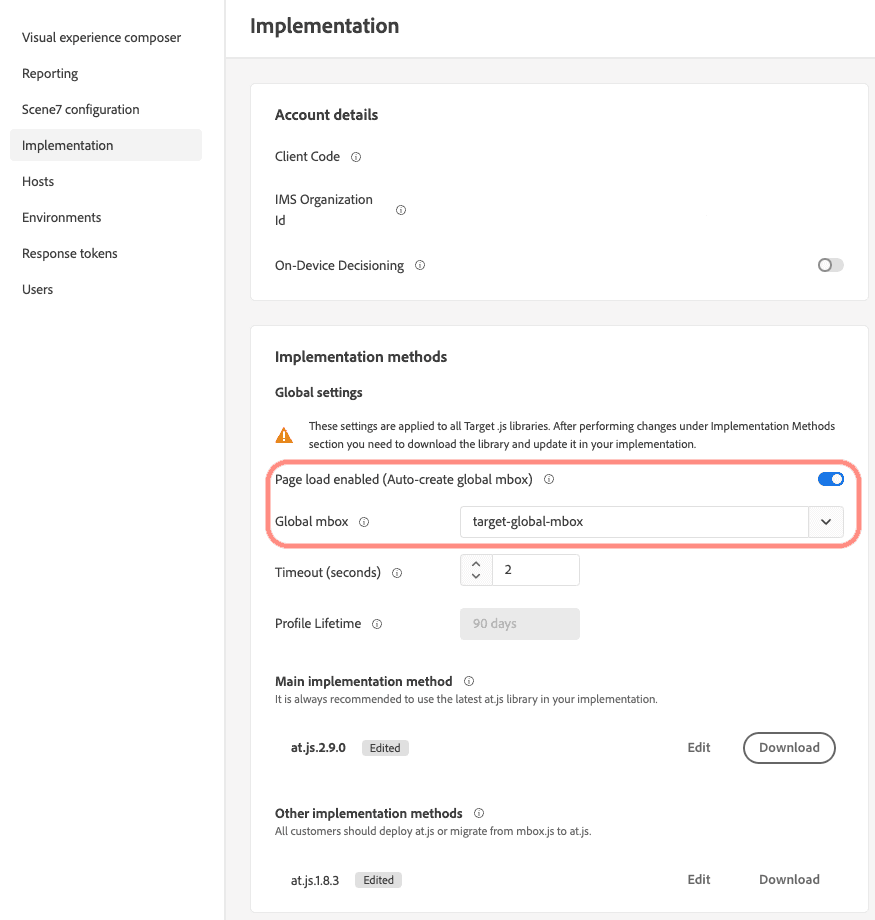 Visual experience composer
Reporting
Scene7 configuration
Implementation
Hosts
Environments
Response tokens
Users
Implementation
Account details
Client Code
IMS Organization
Id
On-Device Decisioning
Implementation methods
Global settings
These settings are applied to all Target .js libraries. After performing changes under Implementation Methods
section you need to download the library and update it in your implementation.
Page load enabled (Auto-create global mbox)
Global mbox target-global-mbox
Timeout (seconds) 2
Profile Lifetime 90 days
Main implementation method
It is always recommended to use the latest at.js library in your implementation.
at.js.2.9.0 Edited Edit Download
Other implementation methods
All customers should deploy at.js or migrate from mbox.js to at.js.
at.js.1.8.3 Edited Edit Download